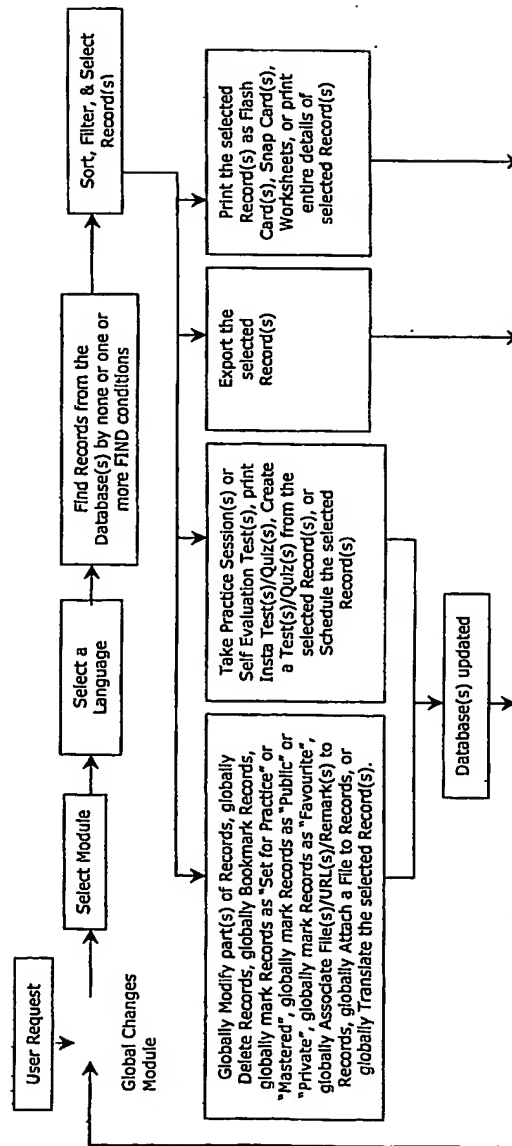 User Request
Global Changes
Module
Select Module
Select a
Language
Find Records from the
Database(s) by none or one or
more FIND conditions
Sort, Filter, & Select
Record(s)
Globally Modify part(s) of Records, globally
Delete Records, globally Bookmark Records,
globally mark Records as "Set for Practice" or
"Mastered", globally mark Records as "Public" or
"Private", globally mark Records as "Favourite",
globally Associate File(s)/URL(s)/Remark(s) to
Records, globally Attach a File to Records, or
globally Translate the selected Record(s).
Take Practice Session(s) or
Self Evaluation Test(s), print
Insta Test(s)/Quiz(s), Create
a Test(s)/Quiz(s) from the
selected Record(s), or
Schedule the selected
Record(s)
Export the
selected
Record(s)
Print the selected
Record(s) as Flash
Card(s), Snap Card(s),
Worksheets, or print
entire details of
selected Record(s)
Database(s) updated